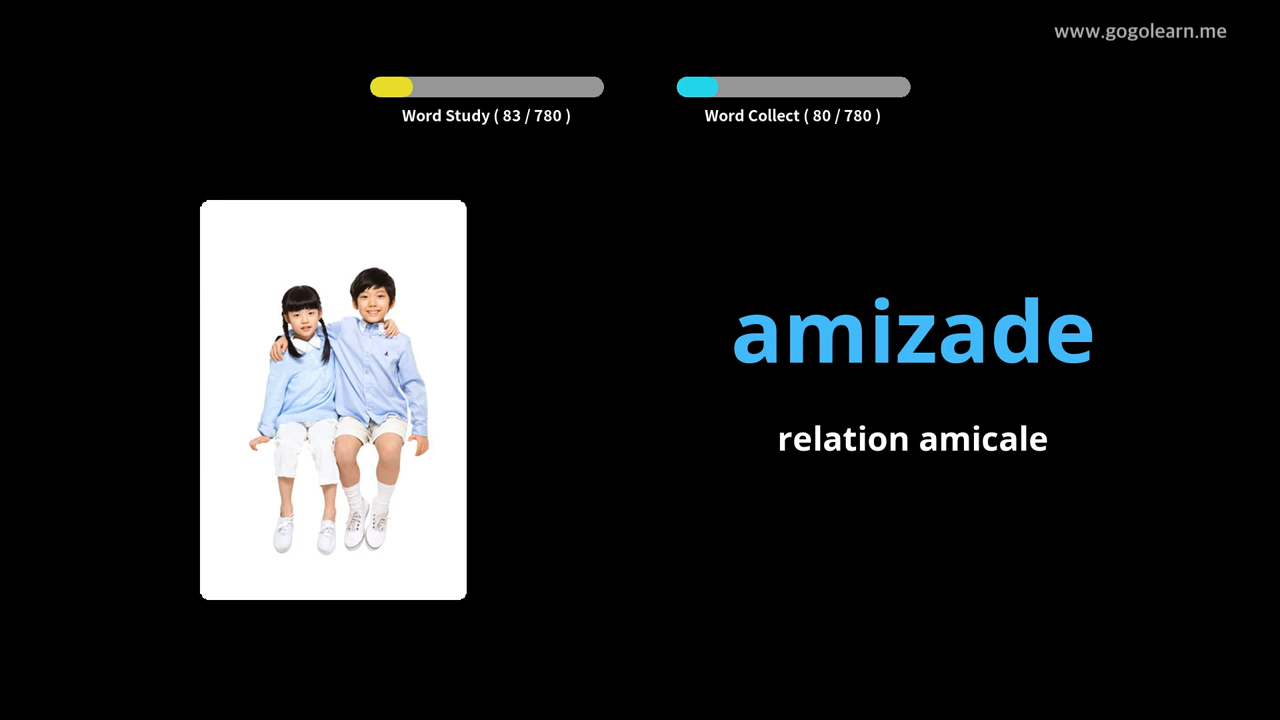 www.gogolearn.me
Word Study ( 83 / 780 )
Word Collect ( 80 / 780 )
amizade
relation amicale